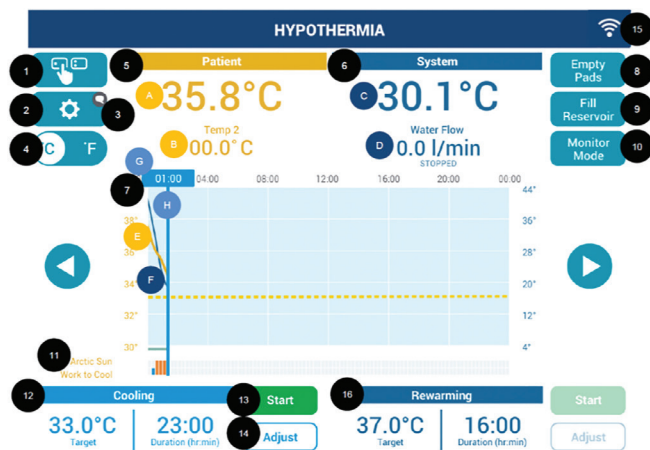 HYPOTHERMIA
15
1
5
Patient
6
System
Empty
Pads
8
A
35.8°C
C
30.1°C
2
3
Fill
Reservoir
9
Temp 2
Water Flow
4
°C
°F
B
00.0°C
D
0.0 l/min
STOPPED
Monitor
Mode
10
G
7
01:00
04:00
08:00
12:00
16:00
20:00
00:00
H
44°
38°
36°
E
36°
28°
F
34°
20°
32°
12°
30°
4°
11
Arctic Sun
Work to Cool
12
Cooling
13
Start
16
Rewarming
Start
33.0°C
Target
23:00
Duration (hr:min)
14
Adjust
37.0°C
Target
16:00
Duration (hr:min)
Adjust